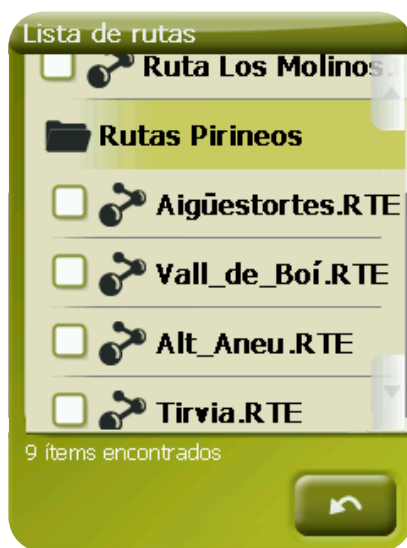 Lista de rutas
Ruta Los Molinos.
Rutas Pirineos
Aigüestortes.RTE
Vall_de_Boí.RTE
Alt_Aneu.RTE
Tirvia.RTE
9 ítems encontrados